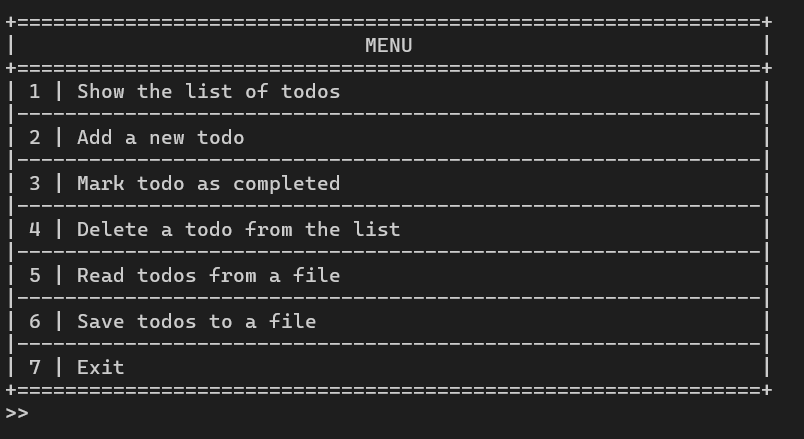 +==============================================================+
|                             MENU                             |
+==============================================================+
| 1 | Show the list of todos                                   |
|--------------------------------------------------------------|
| 2 | Add a new todo                                           |
|--------------------------------------------------------------|
| 3 | Mark todo as completed                                   |
|--------------------------------------------------------------|
| 4 | Delete a todo from the list                              |
|--------------------------------------------------------------|
| 5 | Read todos from a file                                   |
|--------------------------------------------------------------|
| 6 | Save todos to a file                                     |
|--------------------------------------------------------------|
| 7 | Exit                                                     |
+==============================================================+
>>